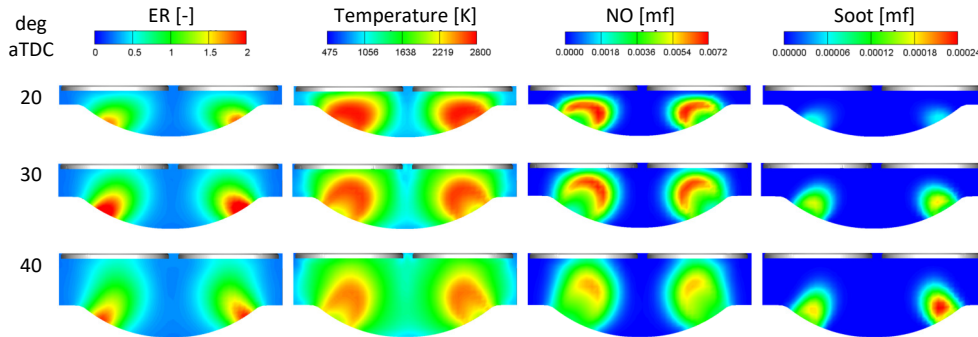 deg
aTDC
ER [-]
0 0.5 1 1.5 2
Temperature [K]
475 1056 1638 2219 2800
NO [mf]
0.0000 0.0018 0.0036 0.0054 0.0072
Soot [mf]
0.00000 0.00006 0.00012 0.00018 0.00024
20
30
40